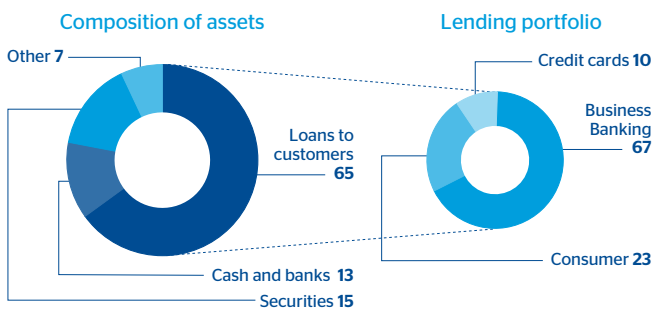 Composition of assets
Other 7
Loans to
customers
65
Cash and banks 13
Securities 15
Lending portfolio
Credit cards 10
Business
Banking
67
Consumer 23